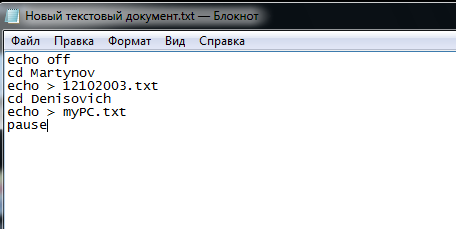 Новый текстовый документ.txt — Блокнот
Файл Правка Формат Вид Справка
echo off
cd Martynov
echo > 12102003.txt
cd Denisovich
echo > myPC.txt
pause